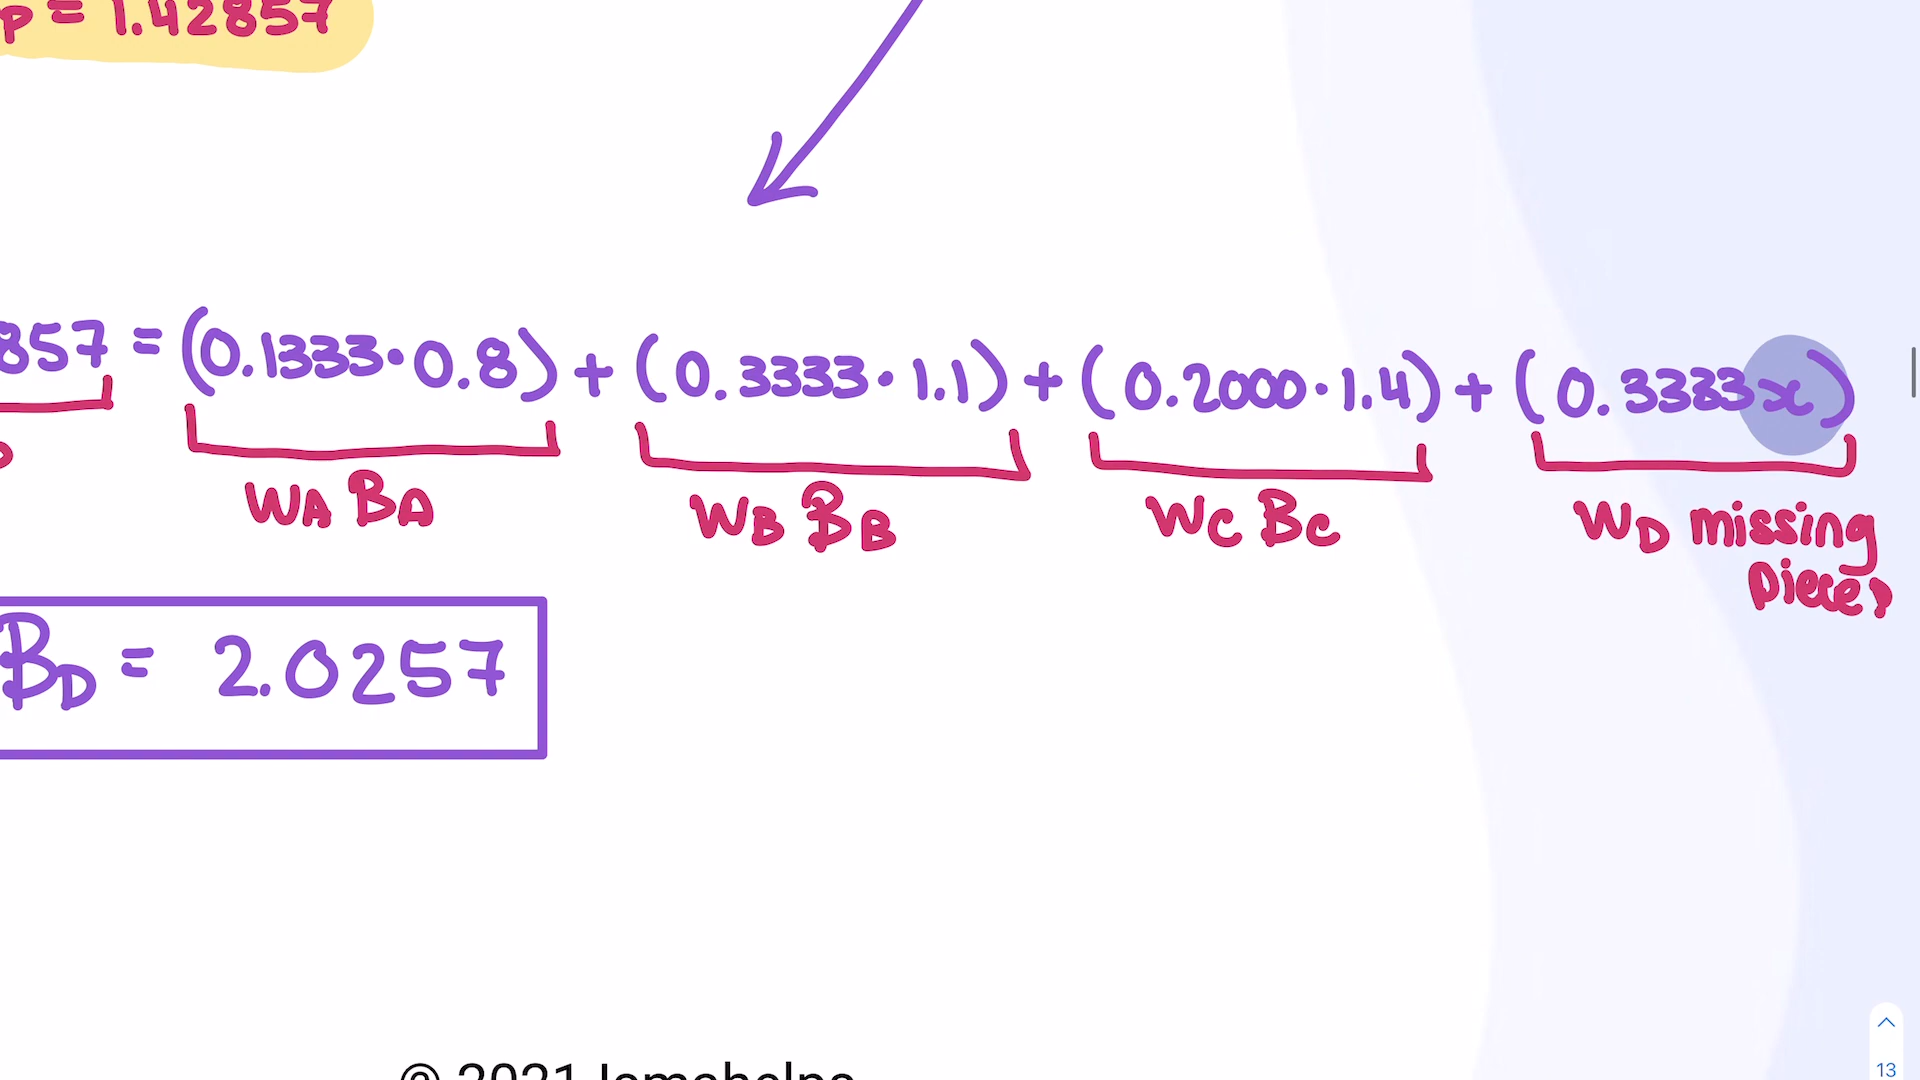 p = 1.42857
857 = (0.1333 · 0.8) + (0.3333 · 1.1) + (0.2000 · 1.4) + (0.3333x)
WA BA WB BB WC BC WD missing
piece
BD = 2.0257
© 2021
13